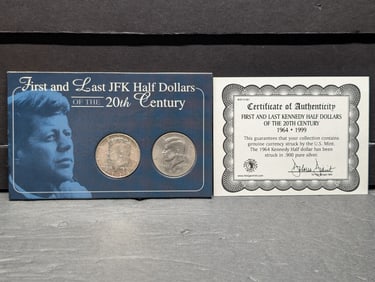 First and Last JFK Half Dollars
OF THE 20th Century
Certificate of Authenticity
FIRST AND LAST KENNEDY HALF DOLLARS
OF THE 20TH CENTURY
1964 • 1999
This guarantees that your collection contains
genuine currency struck by the U.S. Mint.
The 1964 Kennedy Half dollar has been
struck in .900 pure silver.